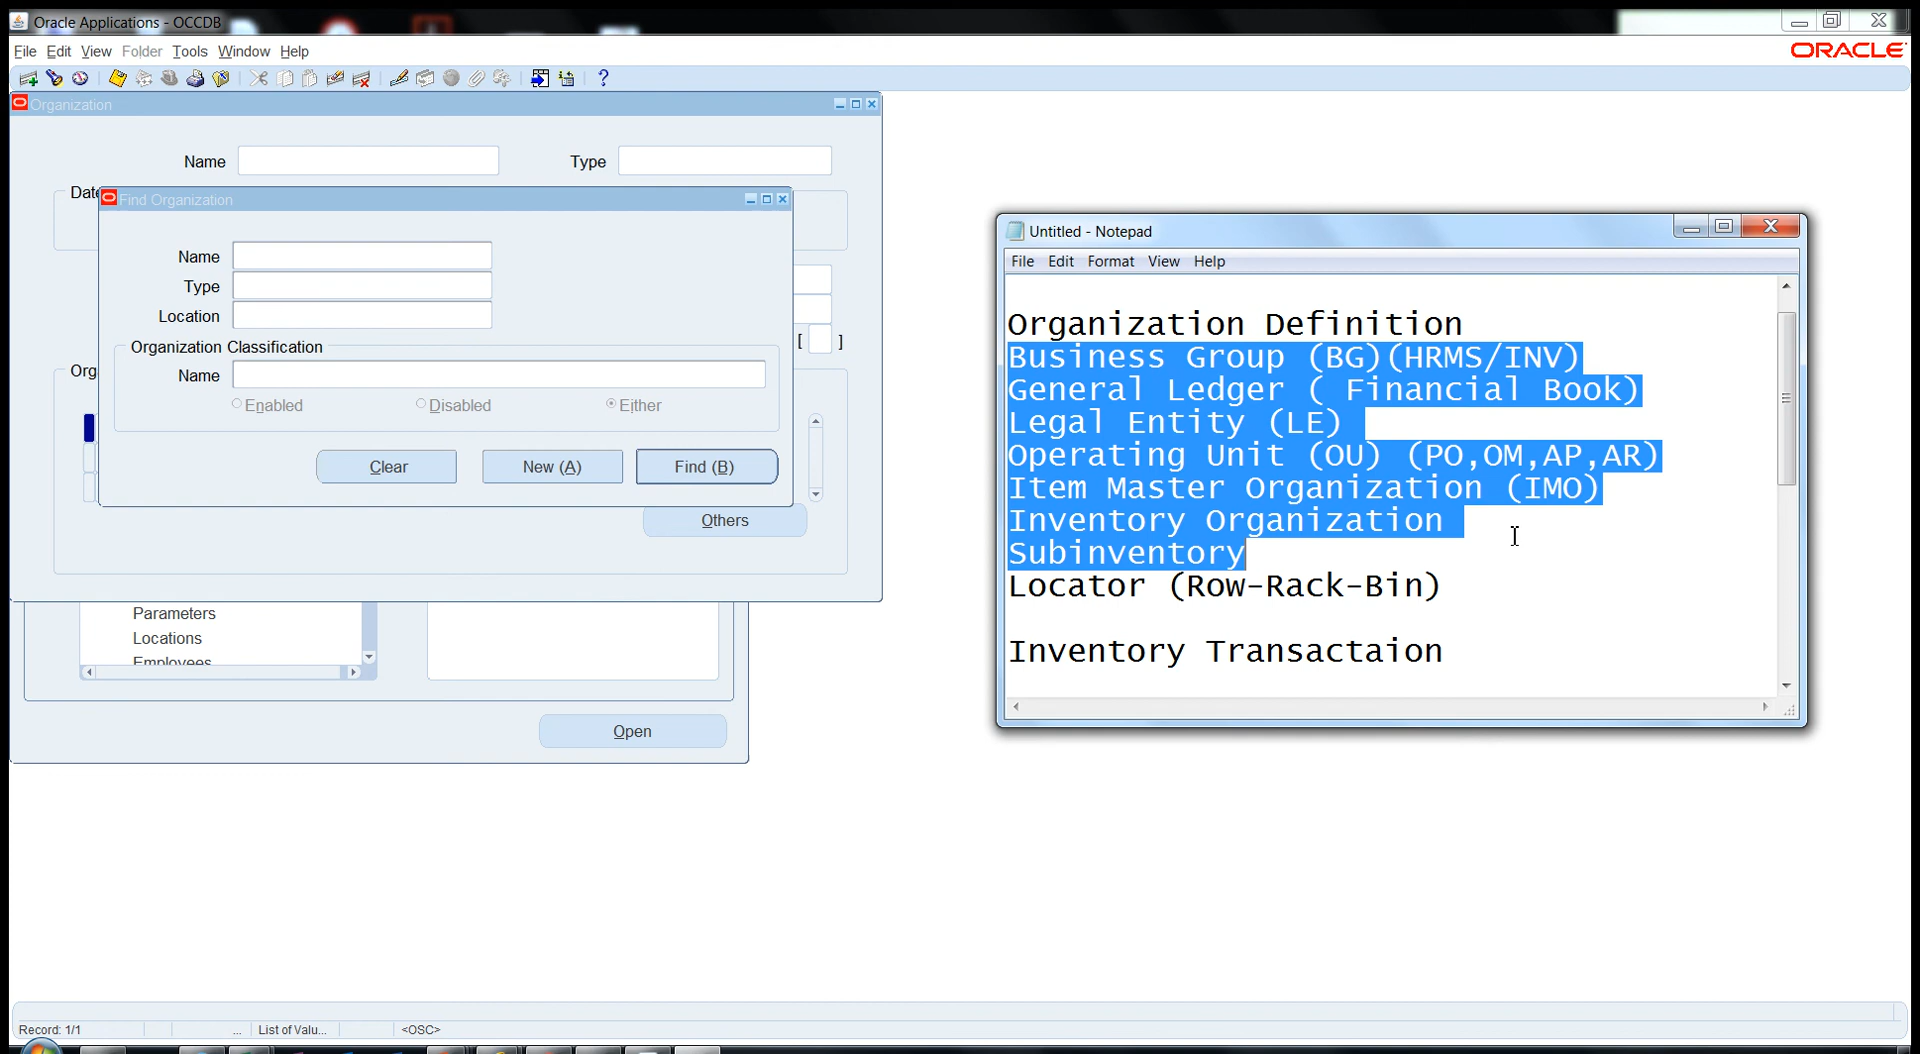 Oracle Applications - OCCDB
File Edit View Folder Tools Window Help
ORACLE
Organization
Name
Type
Date
Find Organization
Name
Type
Location
Organization Classification
Name
Enabled Disabled Either
Clear New (A) Find (B)
[ ]
Org
Others
Parameters
Locations
Employees
Open
Untitled - Notepad
File Edit Format View Help
Organization Definition
Business Group (BG)(HRMS/INV)
General Ledger ( Financial Book)
Legal Entity (LE)
Operating Unit (OU) (PO,OM,AP,AR)
Item Master Organization (IMO)
Inventory Organization
Subinventory
Locator (Row-Rack-Bin)
Inventory Transactaion
Record: 1/1 ... List of Valu... <OSC>